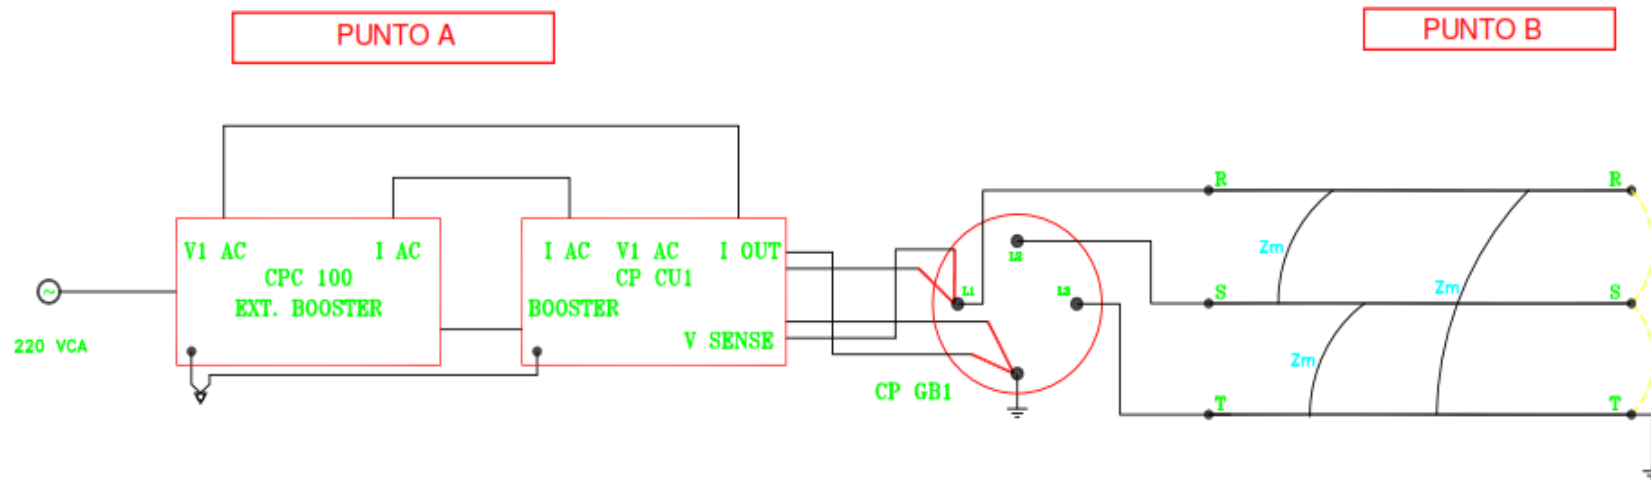 PUNTO A
PUNTO B
V1 AC
I AC
CPC 100
EXT. BOOSTER
I AC
V1 AC
I OUT
CP CU1
BOOSTER
V SENSE
220 VCA
L2
L1
L3
CP GB1
R
R
Zm
Zm
S
S
Zm
T
T